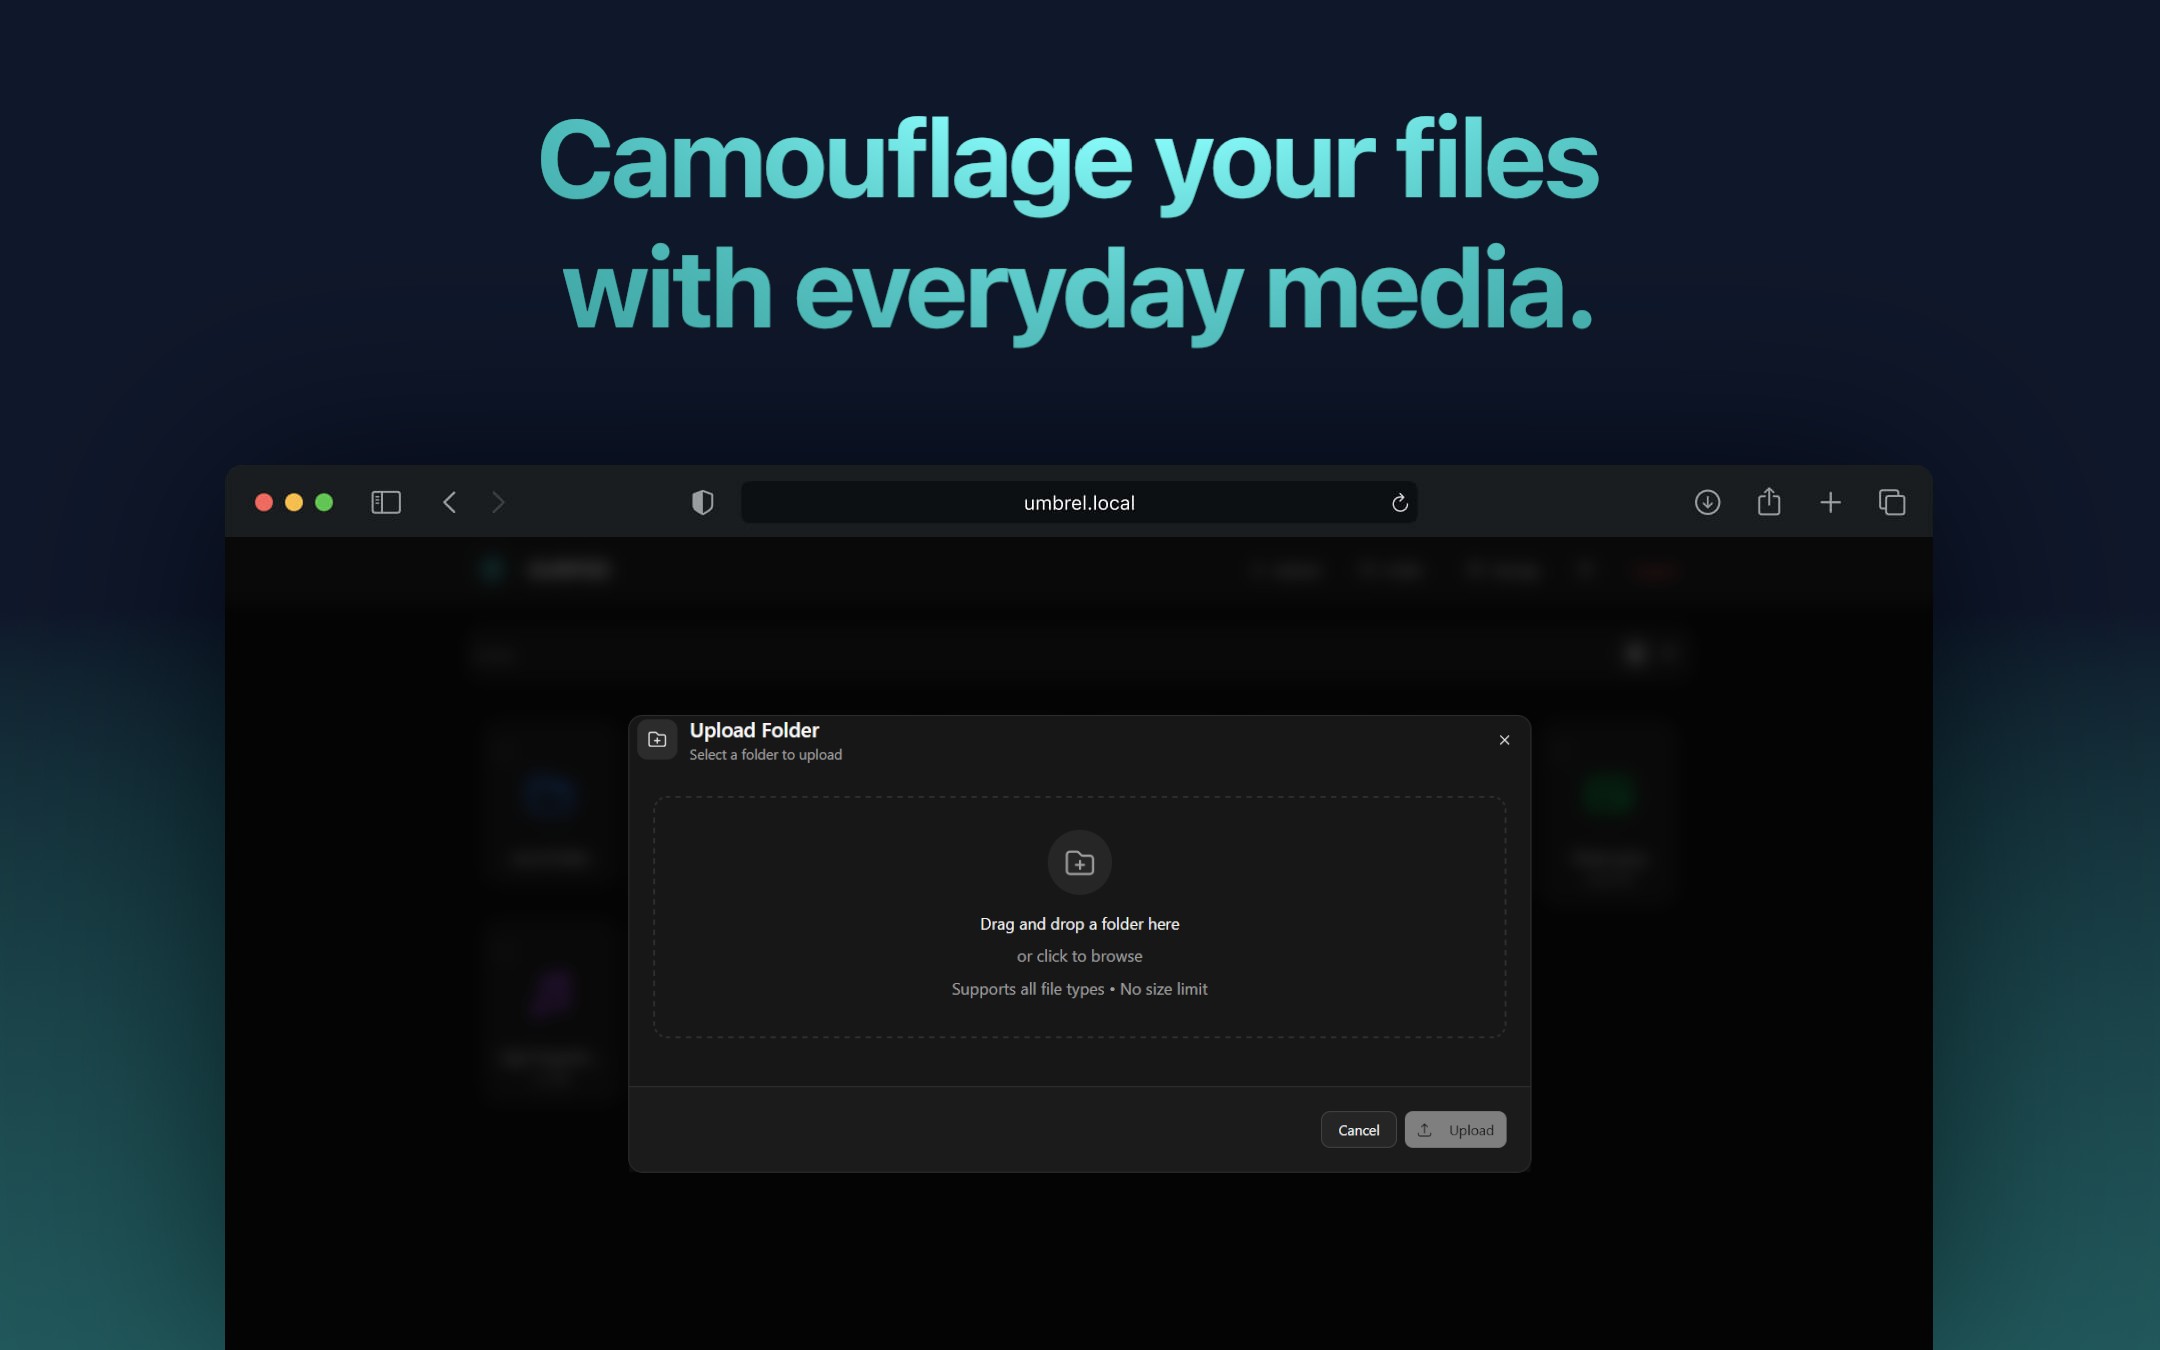 Camouflage your files
with everyday media.
umbrel.local
Upload Folder
Select a folder to upload
Drag and drop a folder here
or click to browse
Supports all file types • No size limit
Cancel
Upload